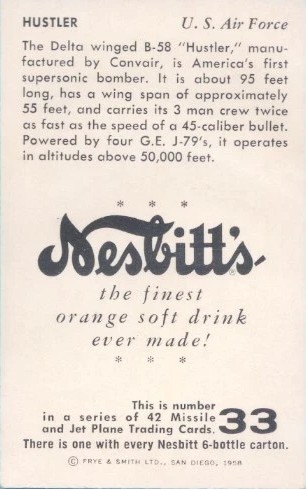 HUSTLER U. S. Air Force
The Delta winged B-58 "Hustler," manu-
factured by Convair, is America's first
supersonic bomber. It is about 95 feet
long, has a wing span of approximately
55 feet, and carries its 3 man crew twice
as fast as the speed of a 45-caliber bullet.
Powered by four G.E. J-79's, it operates
in altitudes above 50,000 feet.
* * *
Nesbitt's®
the finest
orange soft drink
ever made!
* * *
This is number
in a series of 42 Missile
and Jet Plane Trading Cards. 33
There is one with every Nesbitt 6-bottle carton.
© FRYE & SMITH LTD., SAN DIEGO, 1958